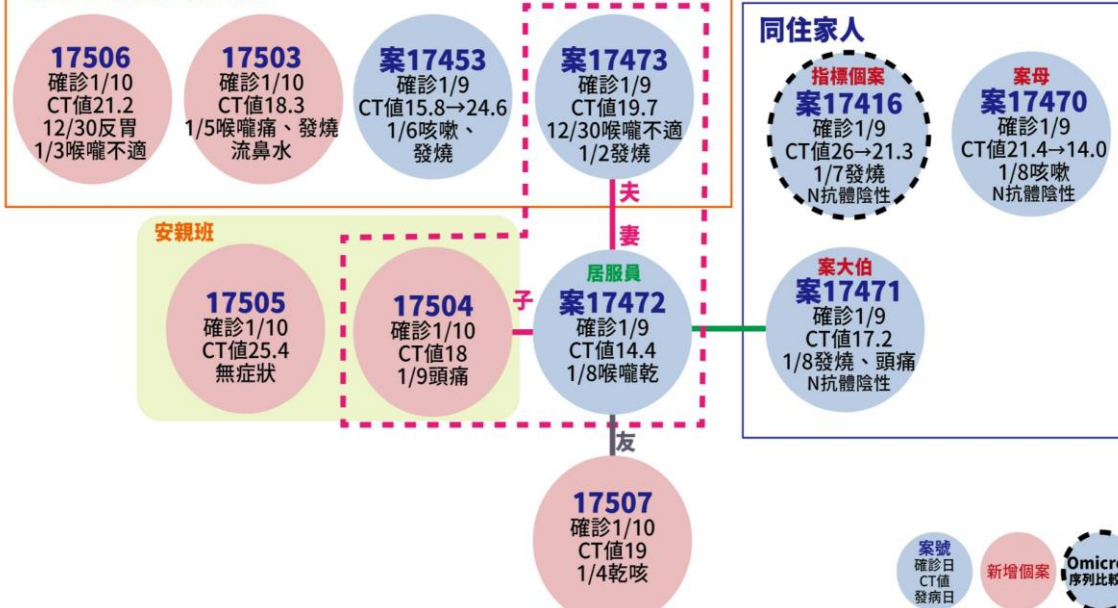 17506
確診1/10
CT值21.2
12/30反胃
1/3喉嚨不適
17503
確診1/10
CT值18.3
1/5喉嚨痛、發燒
流鼻水
案17453
確診1/9
CT值15.8→24.6
1/6咳嗽、
發燒
案17473
確診1/9
CT值19.7
12/30喉嚨不適
1/2發燒
同住家人
指標個案
案17416
確診1/9
CT值26→21.3
1/7發燒
N抗體陰性
案母
案17470
確診1/9
CT值21.4→14.0
1/8咳嗽
N抗體陰性
夫
妻
安親班
17505
確診1/10
CT值25.4
無症狀
17504
確診1/10
CT值18
1/9頭痛
子
居服員
案17472
確診1/9
CT值14.4
1/8喉嚨乾
案大伯
案17471
確診1/9
CT值17.2
1/8發燒、頭痛
N抗體陰性
友
17507
確診1/10
CT值19
1/4乾咳
案號
確診日
CT值
發病日
新增個案
Omicr
序列比較